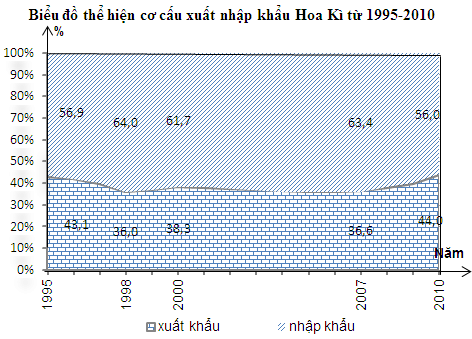 Biểu đồ thể hiện cơ cấu xuất nhập khẩu Hoa Kì từ 1995-2010
%
100%
90%
80%
70%
60%
50%
40%
30%
20%
10%
0%
56,9 64,0 61,7 63,4 56,0
43,1 36,0 38,3 36,6 44,0
Năm
1995 1998 2000 2007 2010
xuất khẩu nhập khẩu